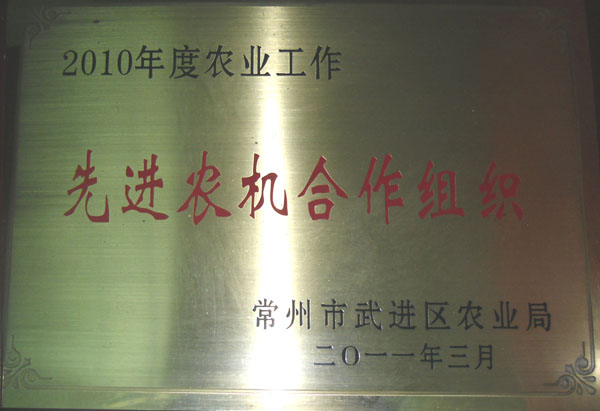 2010年度农业工作
先进农机合作组织
常州市武进区农业局
二〇一一年三月